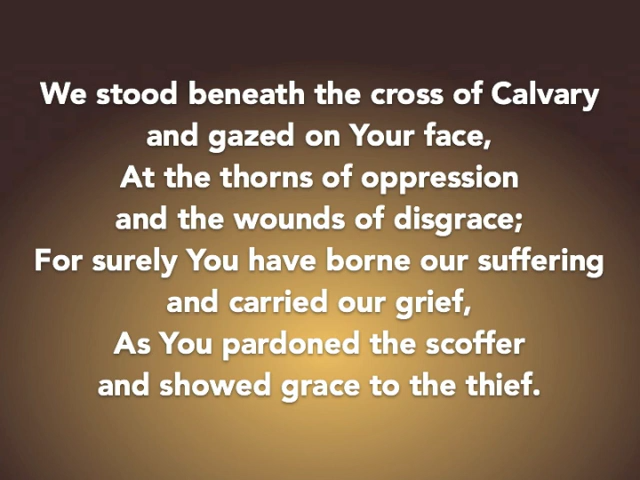 We stood beneath the cross of Calvary
and gazed on Your face,
At the thorns of oppression
and the wounds of disgrace;
For surely You have borne our suffering
and carried our grief,
As You pardoned the scoffer
and showed grace to the thief.